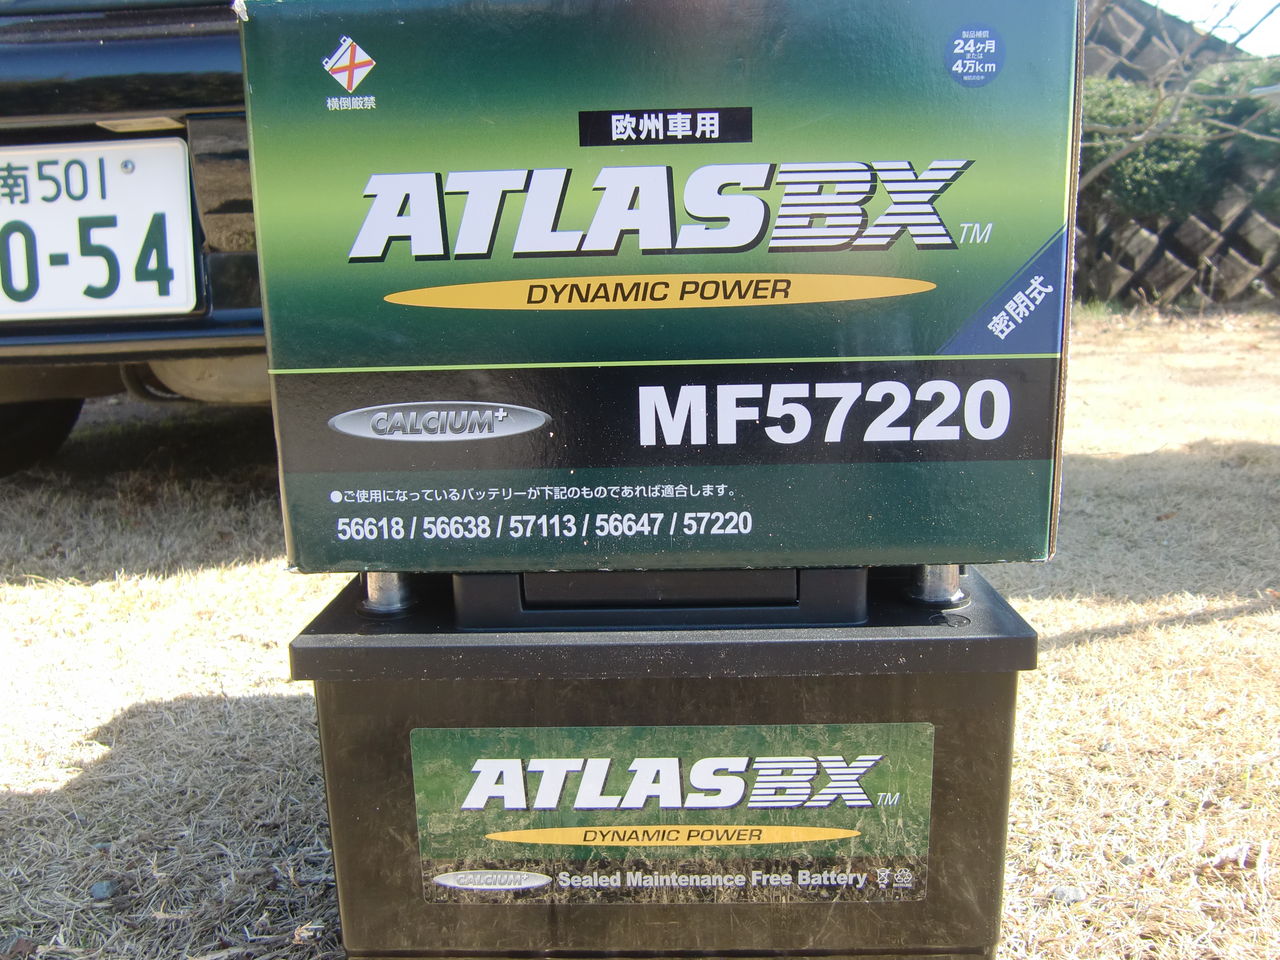 製品補償
24ヶ月
または
4万km
横倒厳禁
欧州車用
南501
0-54
ATLASBX™
DYNAMIC POWER
密閉式
CALCIUM+
MF57220
●ご使用になっているバッテリーが下記のものであれば適合します。
56618 / 56638 / 57113 / 56647 / 57220
ATLASBX™
DYNAMIC POWER
CALCIUM+ Sealed Maintenance Free Battery